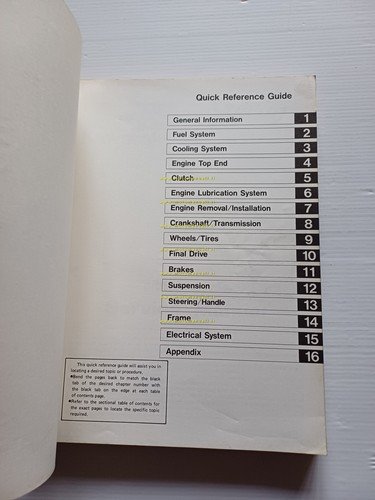 Quick Reference Guide
General Information 1
Fuel System 2
Cooling System 3
Engine Top End 4
Clutch 5
Engine Lubrication System 6
Engine Removal/Installation 7
Crankshaft/Transmission 8
Wheels/Tires 9
Final Drive 10
Brakes 11
Suspension 12
Steering/Handle 13
Frame 14
Electrical System 15
Appendix 16
This quick reference guide will assist you in
locating a desired topic or procedure.
•Bend the pages back to match the black
tab of the desired chapter number with
the black tab on the edge at each table
of contents page.
•Refer to the sectional table of contents for
the exact pages to locate the specific topic
required.